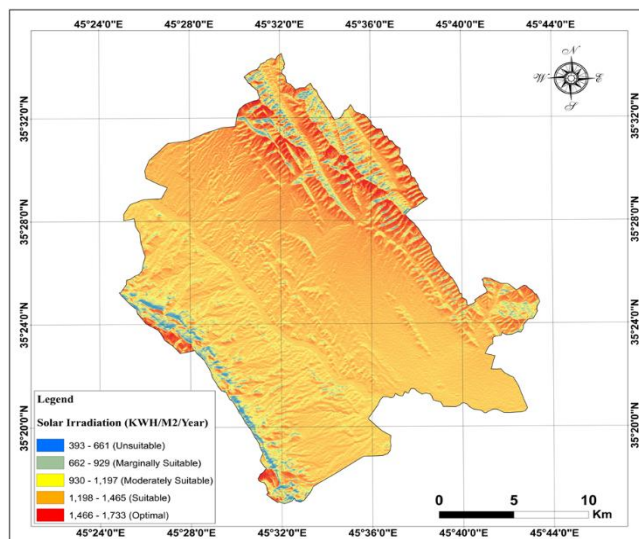 45°24'0"E 45°28'0"E 45°32'0"E 45°36'0"E 45°40'0"E 45°44'0"E
N
W E
S
35°32'0"N 35°32'0"N
35°28'0"N 35°28'0"N
35°24'0"N 35°24'0"N
35°20'0"N 35°20'0"N
Legend
Solar Irradiation (KWH/M2/Year)
393 - 661 (Unsuitable)
662 - 929 (Marginally Suitable)
930 - 1,197 (Moderately Suitable)
1,198 - 1,465 (Suitable)
1,466 - 1,733 (Optimal)
0 5 10
Km
45°24'0"E 45°28'0"E 45°32'0"E 45°36'0"E 45°40'0"E 45°44'0"E